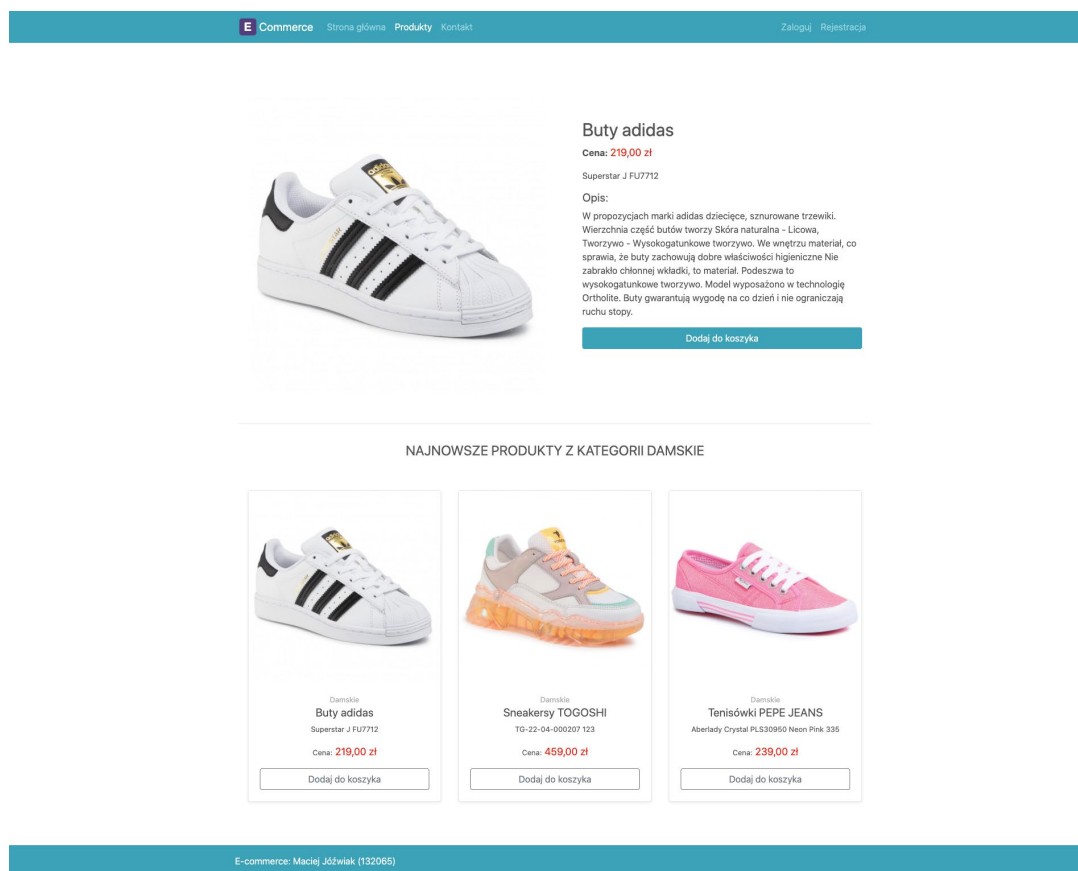 E Commerce Strona główna Produkty Kontakt Zaloguj Rejestracja
Buty adidas
Cena: 219,00 zł
Superstar J FU7712
Opis:
W propozycjach marki adidas dziecięce, sznurowane trzewiki.
Wierzchnia część butów tworzy Skóra naturalna - Licowa,
Tworzywo - Wysokogatunkowe tworzywo. We wnętrzu materiał, co
sprawia, że buty zachowują dobre właściwości higieniczne Nie
zabrakło chłonnej wkładki, to materiał. Podeszwa to
wysokogatunkowe tworzywo. Model wyposażono w technologię
Ortholite. Buty gwarantują wygodę na co dzień i nie ograniczają
ruchu stopy.
Dodaj do koszyka
adidas
NAJNOWSZE PRODUKTY Z KATEGORII DAMSKIE
Damskie
Buty adidas
Superstar J FU7712
Cena: 219,00 zł
Dodaj do koszyka
Damskie
Sneakersy TOGOSHI
TG-22-04-000207 123
Cena: 459,00 zł
Dodaj do koszyka
Damskie
Tenisówki PEPE JEANS
Aberlady Crystal PLS30950 Neon Pink 335
Cena: 239,00 zł
Dodaj do koszyka
E-commerce: Maciej Jóźwiak (132065)